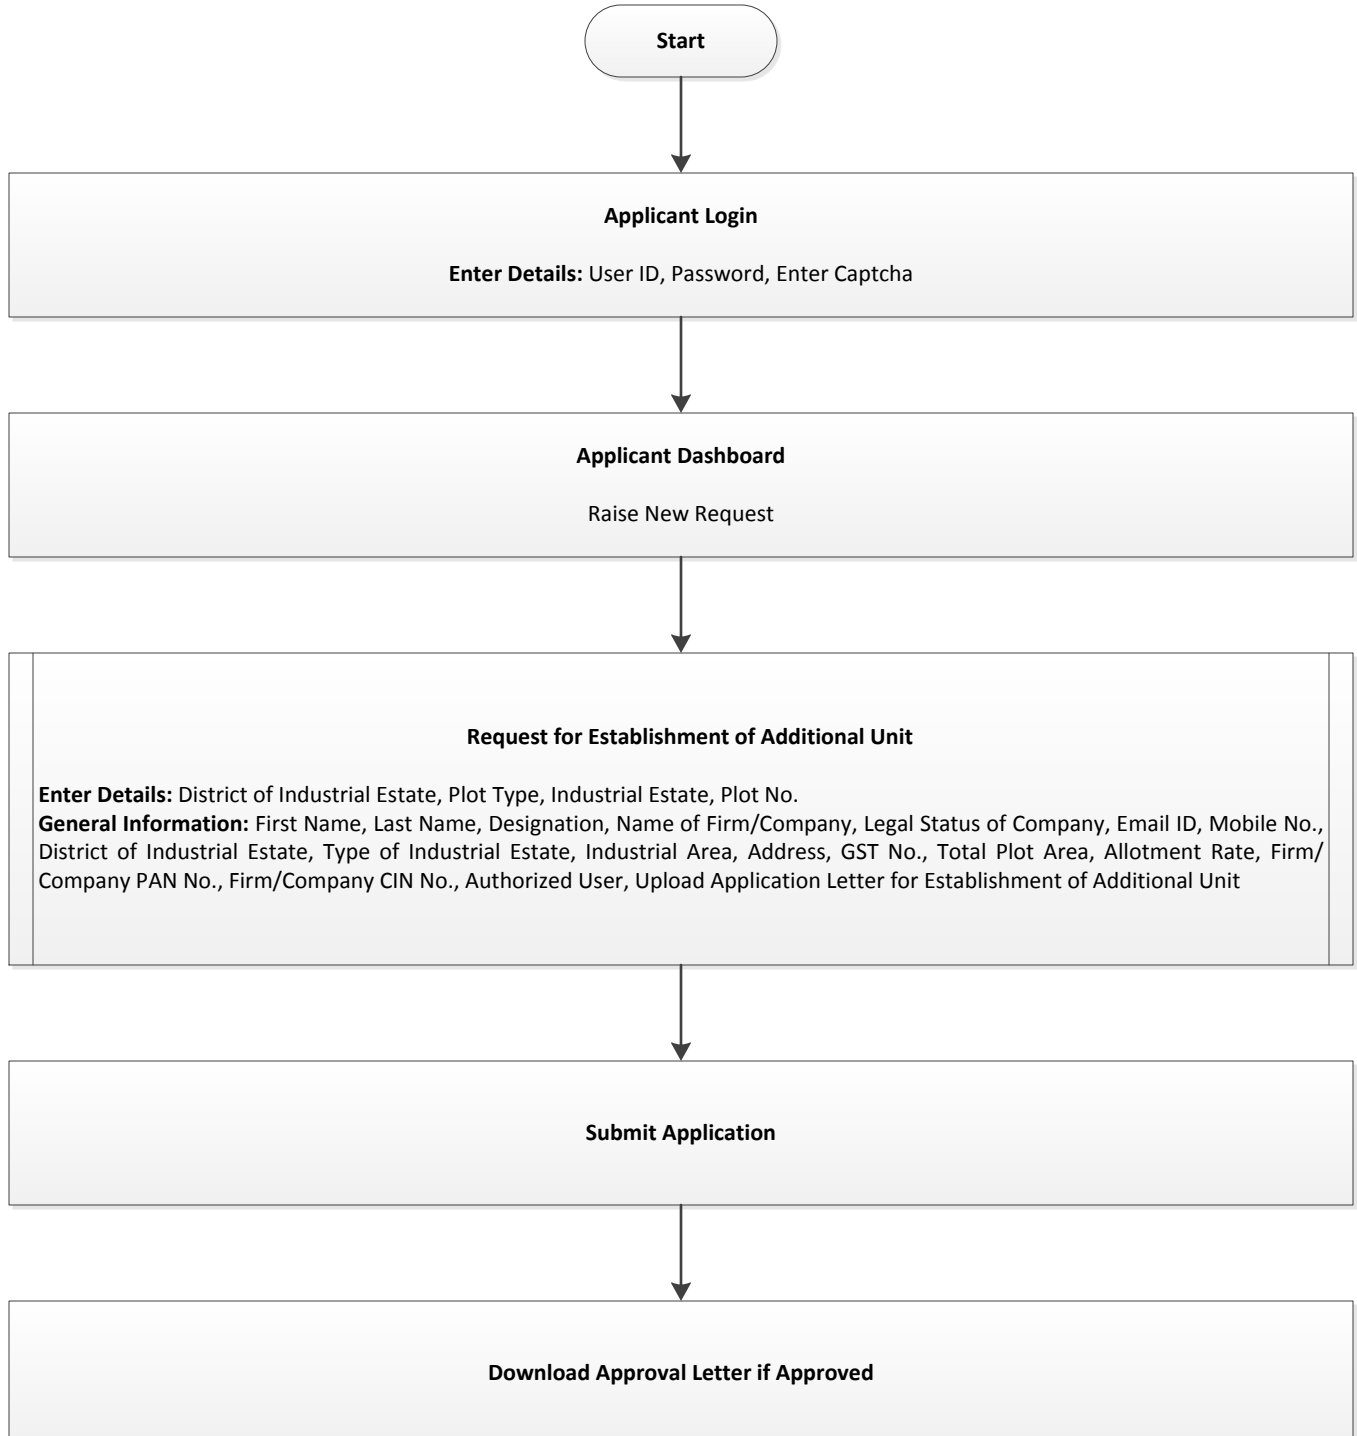 Start
Applicant Login
Enter Details: User ID, Password, Enter Captcha
Applicant Dashboard
Raise New Request
Request for Establishment of Additional Unit
Enter Details: District of Industrial Estate, Plot Type, Industrial Estate, Plot No.
General Information: First Name, Last Name, Designation, Name of Firm/Company, Legal Status of Company, Email ID, Mobile No.,
District of Industrial Estate, Type of Industrial Estate, Industrial Area, Address, GST No., Total Plot Area, Allotment Rate, Firm/
Company PAN No., Firm/Company CIN No., Authorized User, Upload Application Letter for Establishment of Additional Unit
Submit Application
Download Approval Letter if Approved